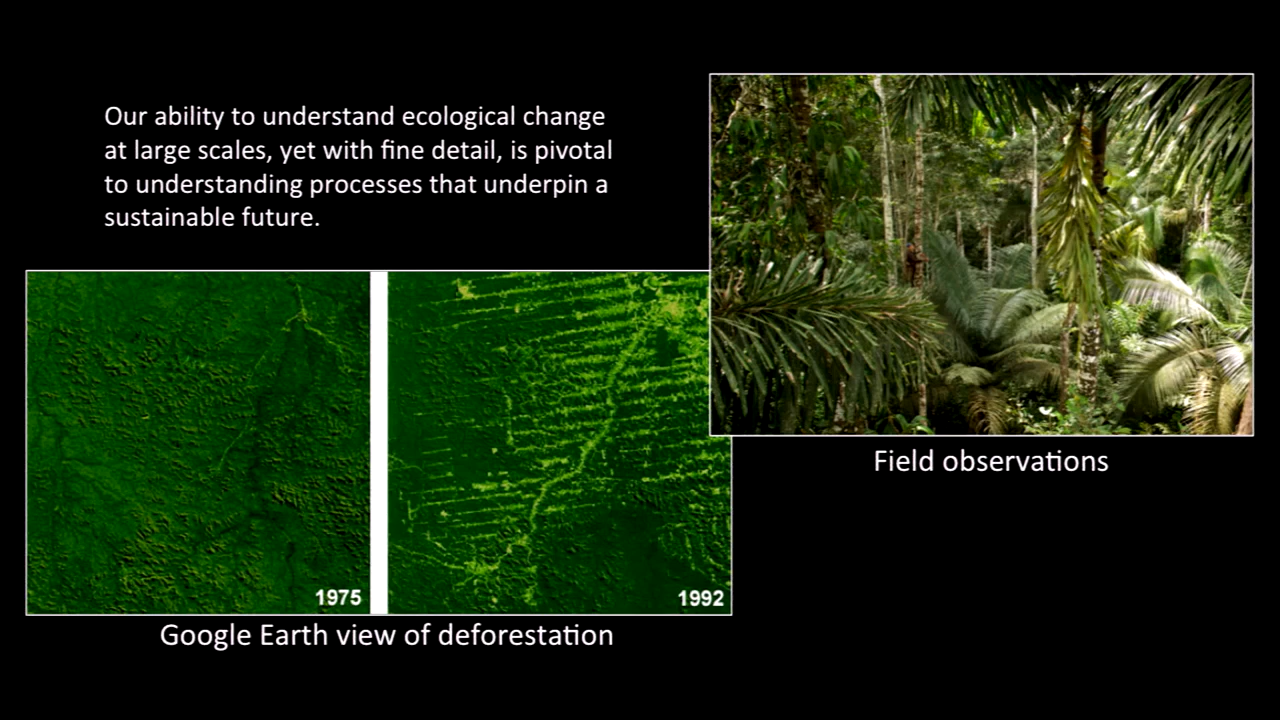 Our ability to understand ecological change
at large scales, yet with fine detail, is pivotal
to understanding processes that underpin a
sustainable future.
1975
1992
Google Earth view of deforestation
Field observations